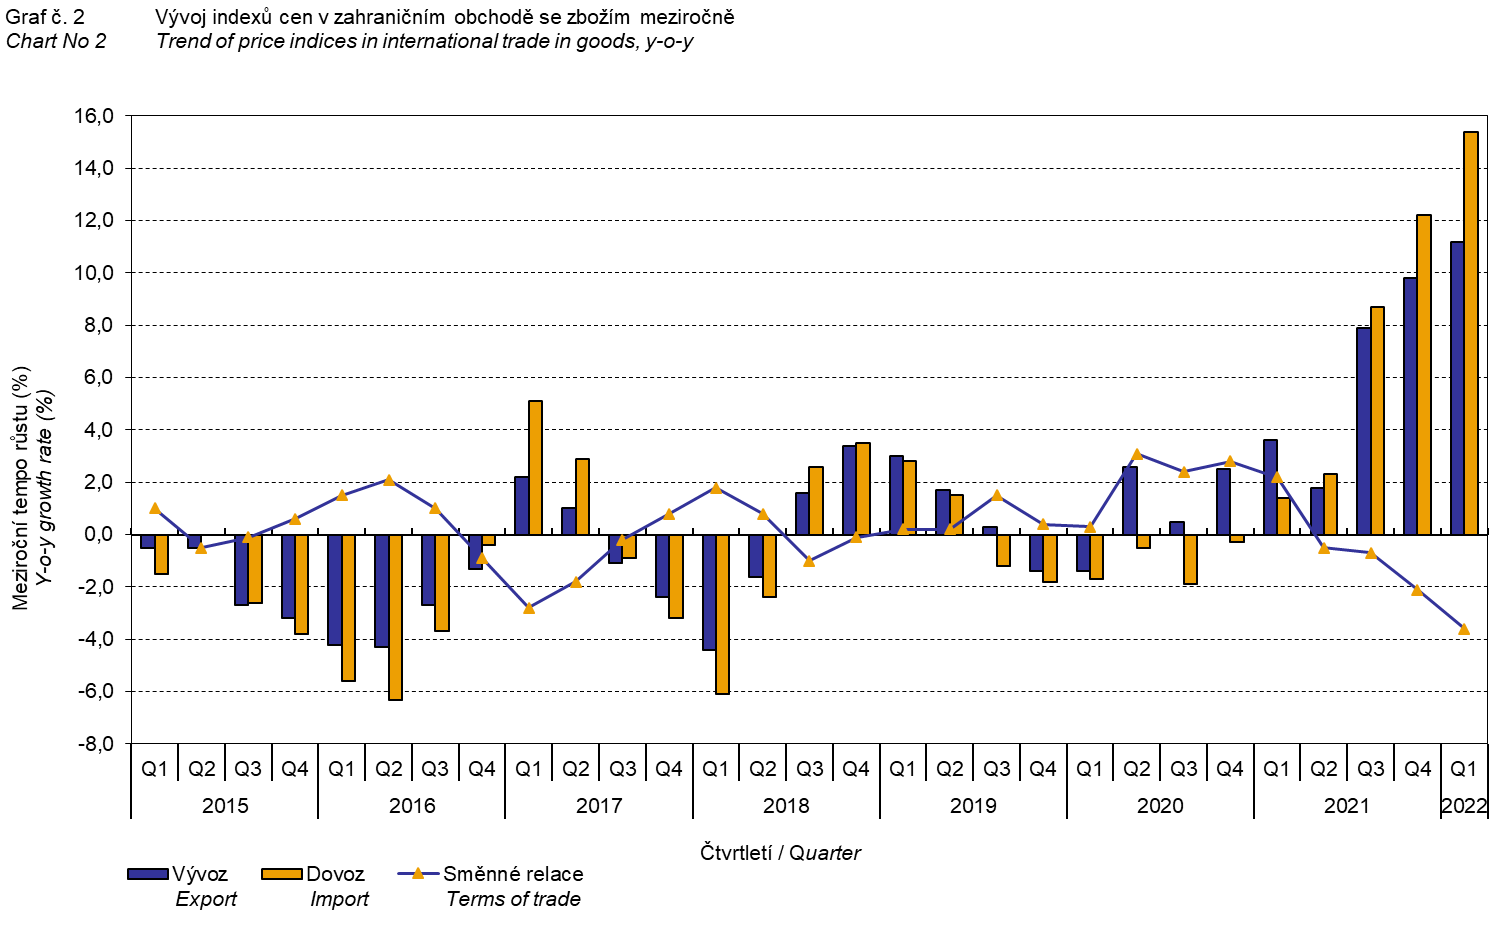 Graf č. 2 Vývoj indexů cen v zahraničním obchodě se zbožím meziročně
Chart No 2 Trend of price indices in international trade in goods, y-o-y
Meziroční tempo růstu (%)
Y-o-y growth rate (%)
16,0
14,0
12,0
10,0
8,0
6,0
4,0
2,0
0,0
-2,0
-4,0
-6,0
-8,0
Q1 Q2 Q3 Q4 Q1 Q2 Q3 Q4 Q1 Q2 Q3 Q4 Q1 Q2 Q3 Q4 Q1 Q2 Q3 Q4 Q1 Q2 Q3 Q4 Q1 Q2 Q3 Q4 Q1
2015 2016 2017 2018 2019 2020 2021 2022
Čtvrtletí / Quarter
Vývoz Dovoz Směnné relace
Export Import Terms of trade